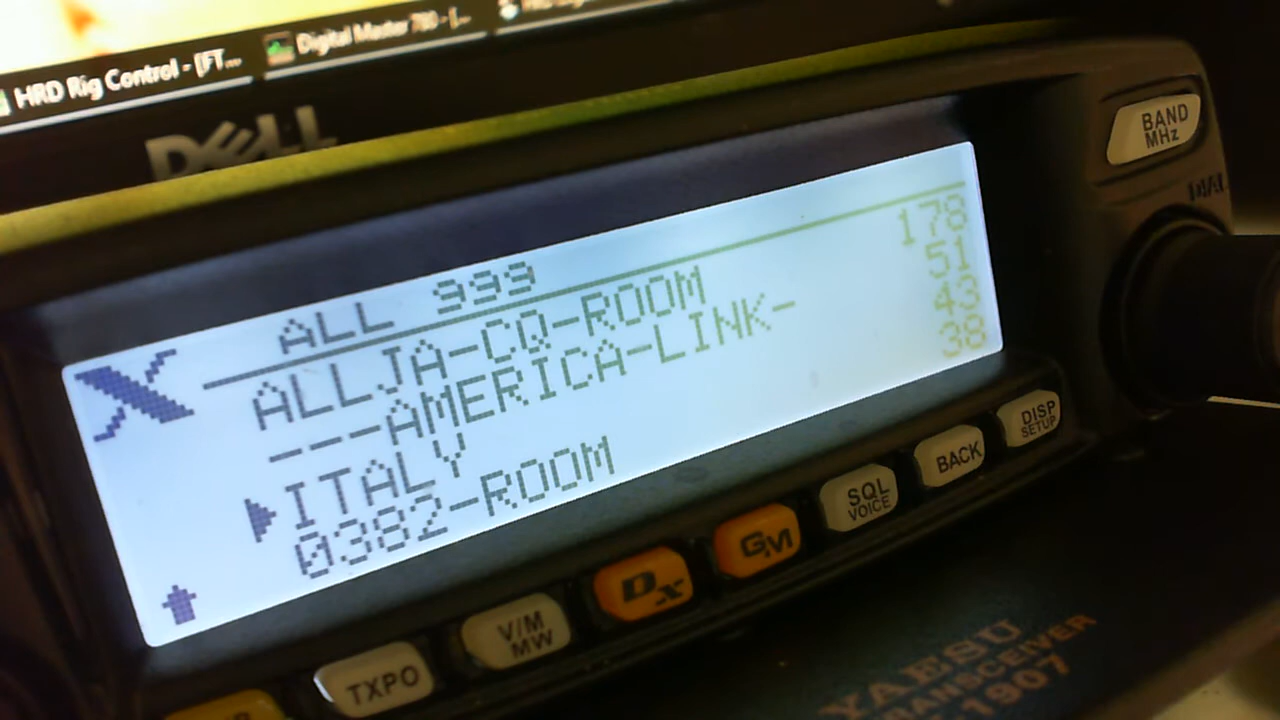 HRD Rig Control - [FT...
Digital Master 780 - [...
DELL
BAND
MHz
DIAL
ALL 999
ALLJA-CQ-ROOM 178
---AMERICA-LINK- 51
ITALY 43
0382-ROOM 38
DISP
SETUP
BACK
SQL
VOICE
GM
Dx
V/M
MW
TXPO
YAESU
TRANSCEIVER
1907